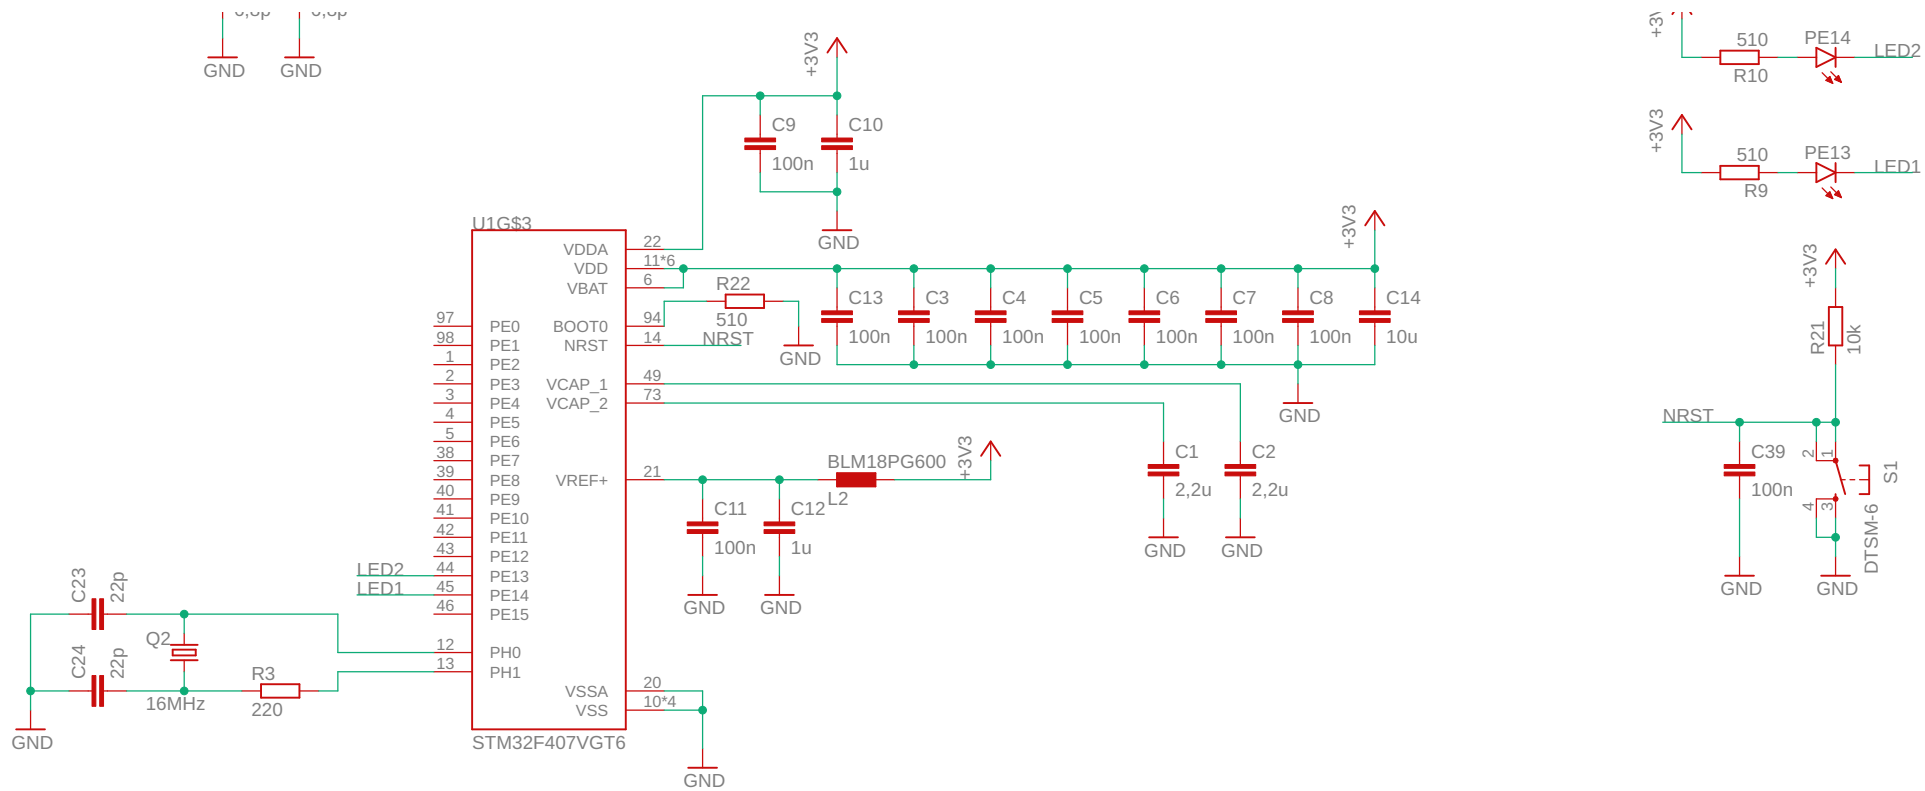 GND
GND
+3V3
C9
100n
C10
1u
GND
510
R10
PE14
LED2
+3V3
510
R9
PE13
LED1
U1G$3
VDDA 22
VDD 11*6
VBAT 6
BOOT0 94
NRST 14
VCAP_1 49
VCAP_2 73
VREF+ 21
VSSA 20
VSS 10*4
97 PE0
98 PE1
1 PE2
2 PE3
3 PE4
4 PE5
5 PE6
38 PE7
39 PE8
40 PE9
41 PE10
42 PE11
43 PE12
44 PE13
45 PE14
46 PE15
12 PH0
13 PH1
STM32F407VGT6
LED2
LED1
R22
510
NRST
GND
+3V3
C13
100n
C3
100n
C4
100n
C5
100n
C6
100n
C7
100n
C8
100n
C14
10u
GND
C1
2,2u
GND
C2
2,2u
GND
BLM18PG600
L2
+3V3
C11
100n
GND
C12
1u
GND
GND
C23
22p
C24
22p
Q2
16MHz
R3
220
GND
+3V3
R21
10k
NRST
C39
100n
GND
2
1
4
3
S1
DTSM-6
GND